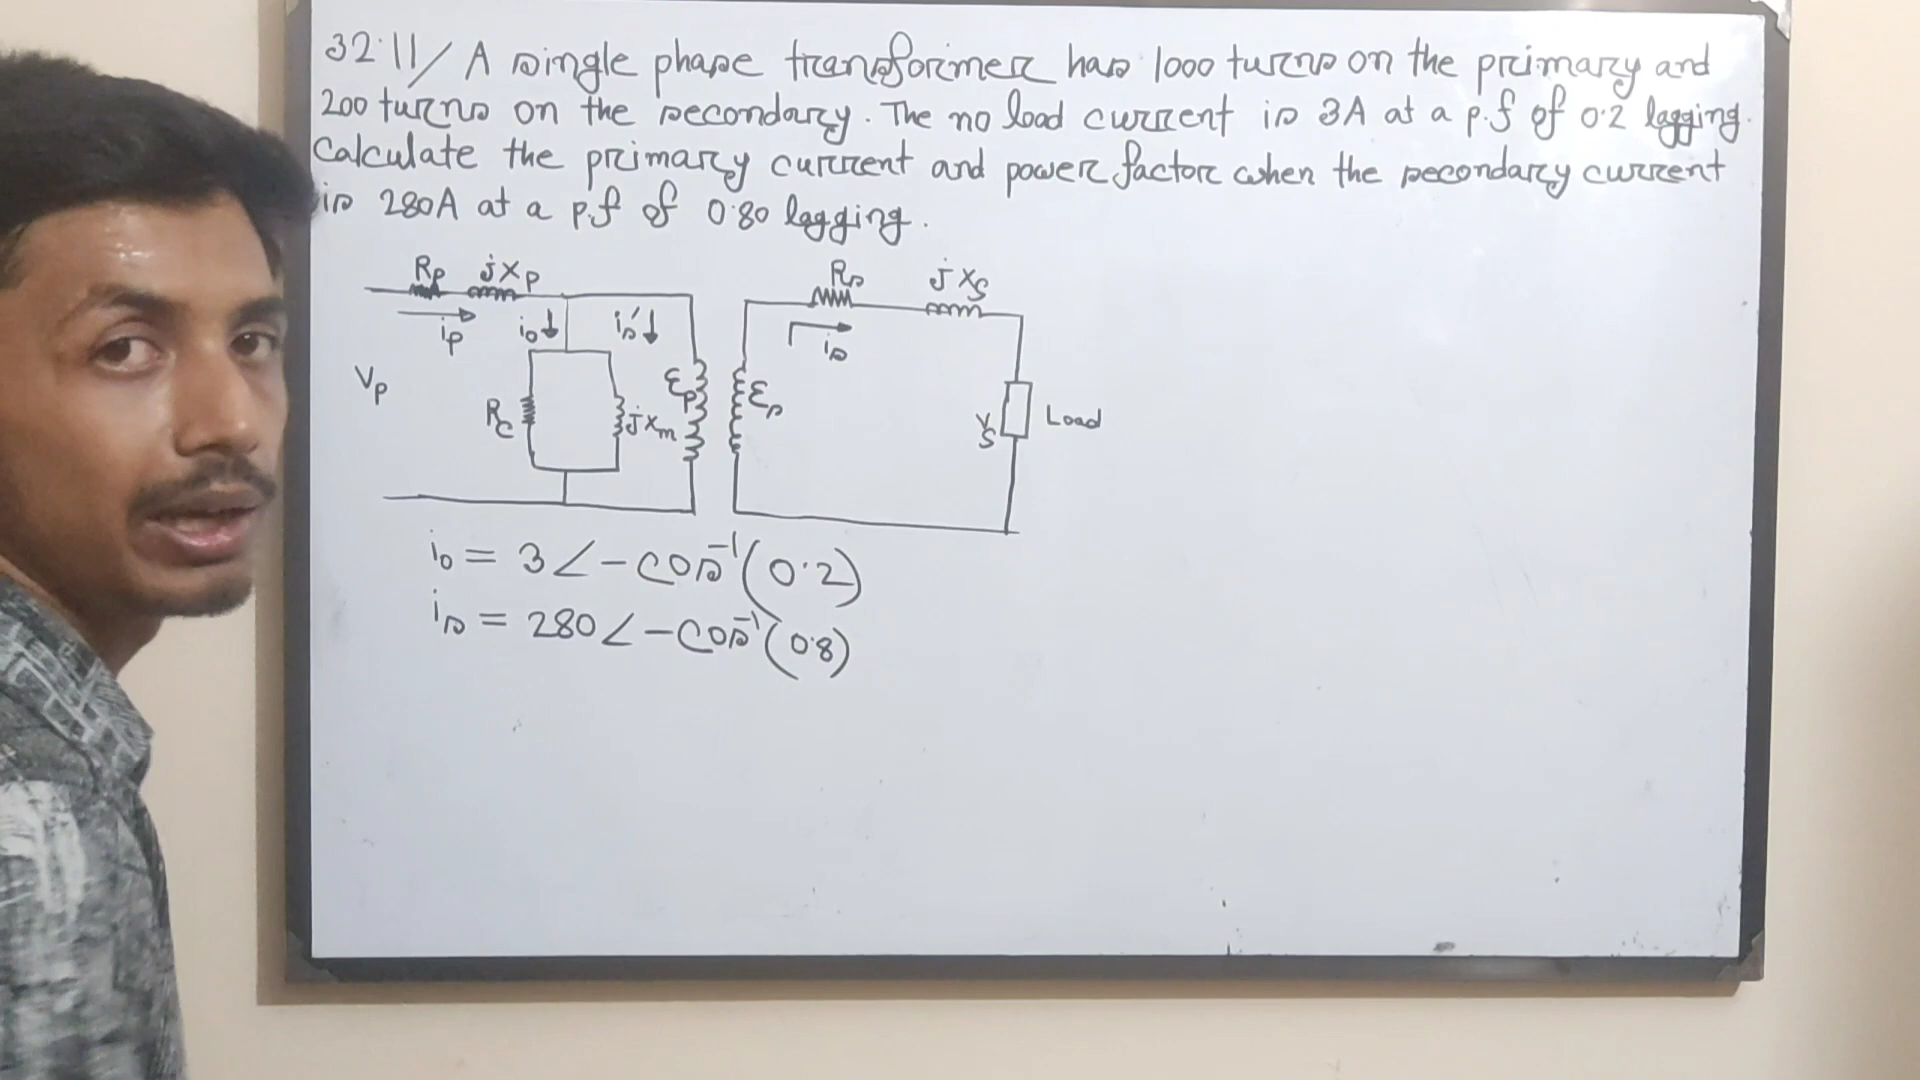 32.11/ A single phase transformer has 1000 turns on the primary and
200 turns on the secondary. The no load current is 3A at a p.f of 0.2 lagging.
Calculate the primary current and power factor when the secondary current
is 280A at a p.f of 0.80 lagging.
Rp jXp
Rs jXs
ip
io↓ is'↓
is
Vp
Rc jXm Ep Es
Vs Load
io = 3∠-cos⁻¹(0.2)
is = 280∠-cos⁻¹(0.8)